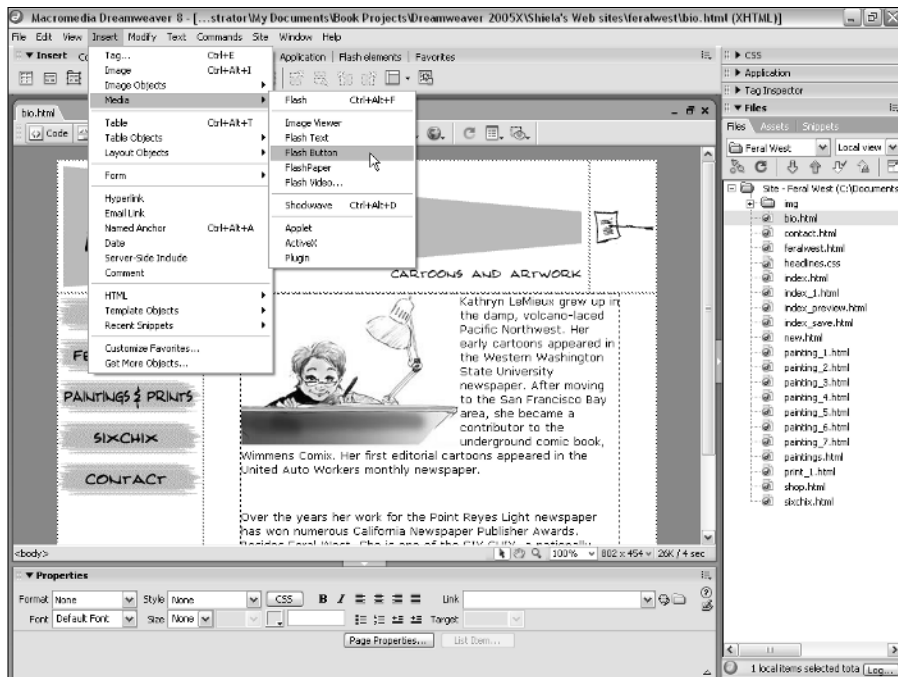 Macromedia Dreamweaver 8 - [...strator\My Documents\Book Projects\Dreamweaver 2005X\Shiela's Web sites\feralwest\bio.html (XHTML)]
File Edit View Insert Modify Text Commands Site Window Help
Insert Application Flash elements Favorites
Tag... Ctrl+E
Image Ctrl+Alt+I
Image Objects
Media
Table Ctrl+Alt+T
Table Objects
Layout Objects
Form
Hyperlink
Email Link
Named Anchor Ctrl+Alt+A
Date
Server-Side Include
Comment
HTML
Template Objects
Recent Snippets
Customize Favorites...
Get More Objects...
Flash Ctrl+Alt+F
Image Viewer
Flash Text
Flash Button
FlashPaper
Flash Video...
Shockwave Ctrl+Alt+D
Applet
ActiveX
Plugin
bio.html
Code
CARTOONS AND ARTWORK
PAINTINGS & PRINTS
SIXCHIX
CONTACT
Kathryn LeMieux grew up in
the damp, volcano-laced
Pacific Northwest. Her
early cartoons appeared in
the Western Washington
State University
newspaper. After moving
to the San Francisco Bay
area, she became a
contributor to the
underground comic book,
Wimmens Comix. Her first editorial cartoons appeared in the
United Auto Workers monthly newspaper.
Over the years her work for the Point Reyes Light newspaper
has won numerous California Newspaper Publisher Awards.
<body> 100% 802 x 454 26K / 4 sec
Properties
Format None Style None CSS B I Link
Font Default Font Size None Target
Page Properties... List Item...
CSS
Application
Tag Inspector
Files
Files Assets Snippets
Feral West Local view
Site - Feral West (C:\Documents
img
bio.html
contact.html
feralwest.html
headlines.css
index.html
index_1.html
index_preview.html
index_save.html
new.html
painting_1.html
painting_2.html
painting_3.html
painting_4.html
painting_5.html
painting_6.html
painting_7.html
paintings.html
print_1.html
shop.html
sixchix.html
1 local items selected tota Log...